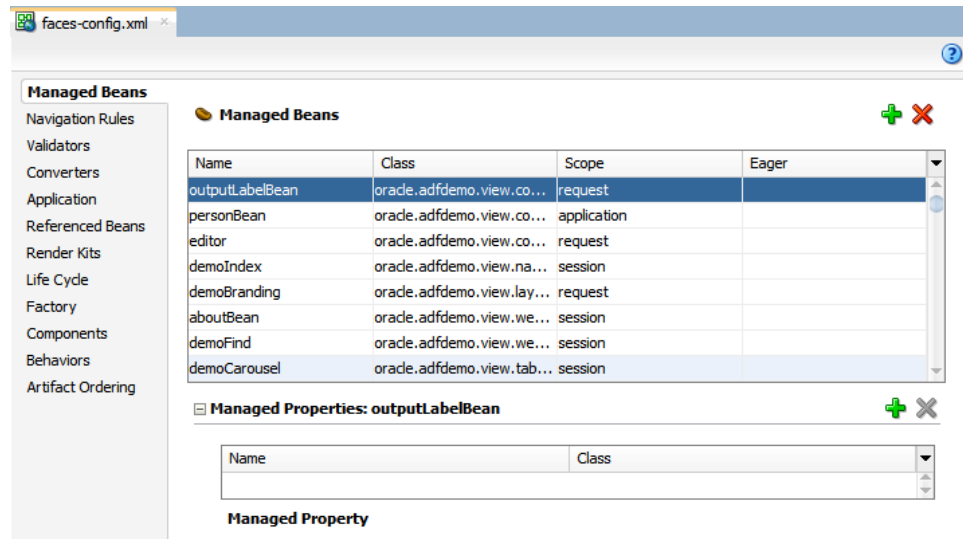 faces-config.xml
Managed Beans
Navigation Rules
Validators
Converters
Application
Referenced Beans
Render Kits
Life Cycle
Factory
Components
Behaviors
Artifact Ordering
Managed Beans
Name Class Scope Eager
outputLabelBean oracle.adfdemo.view.co... request
personBean oracle.adfdemo.view.co... application
editor oracle.adfdemo.view.co... request
demoIndex oracle.adfdemo.view.na... session
demoBranding oracle.adfdemo.view.lay... request
aboutBean oracle.adfdemo.view.we... session
demoFind oracle.adfdemo.view.we... session
demoCarousel oracle.adfdemo.view.tab... session
Managed Properties: outputLabelBean
Name Class
Managed Property